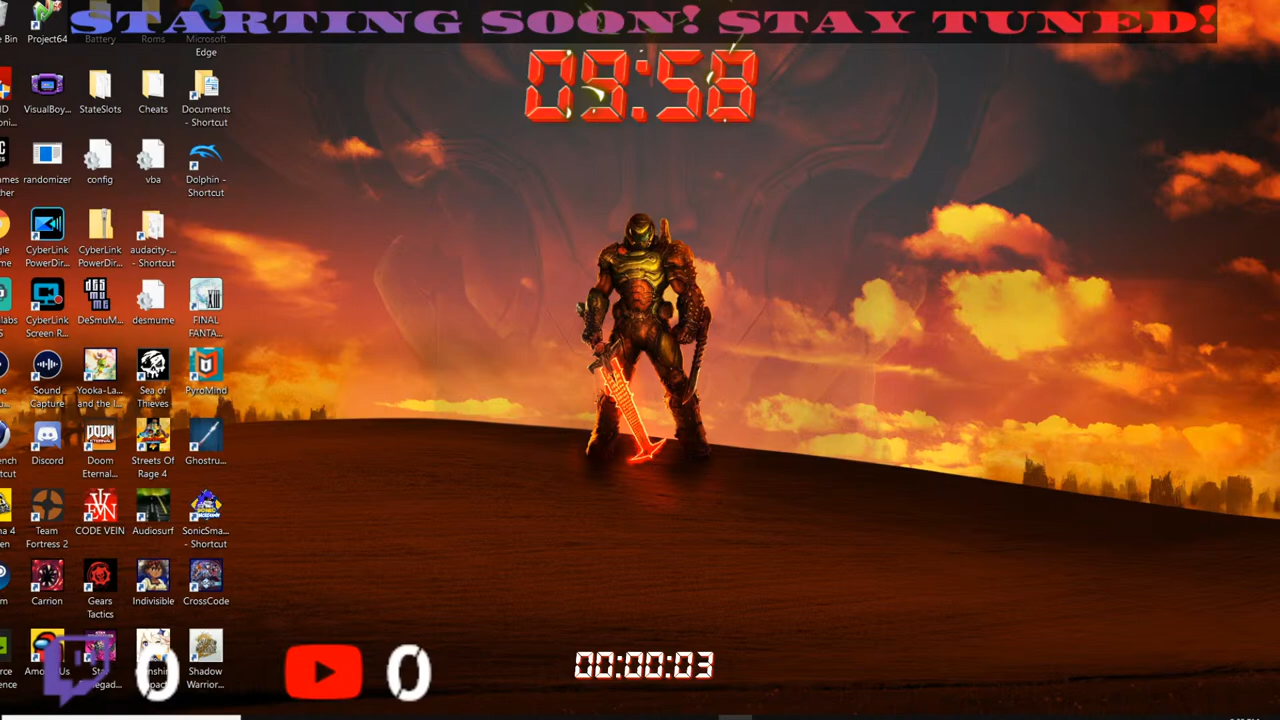 STARTING SOON! STAY TUNED!
09:58
Bin
Project64
Battery
Roms
Microsoft
Edge
VisualBoy...
StateSlots
Cheats
Documents
- Shortcut
randomizer
config
vba
Dolphin -
Shortcut
CyberLink
PowerDir...
CyberLink
PowerDir...
audacity-...
- Shortcut
CyberLink
Screen R...
DeSmuM...
desmume
FINAL
FANTA...
Sound
Capture
Yooka-La...
and the I...
Sea of
Thieves
PyroMind
Discord
Doom
Eternal...
Streets Of
Rage 4
Ghostru...
Team
Fortress 2
CODE VEIN
Audiosurf
SonicSma...
- Shortcut
Carrion
Gears
Tactics
Indivisible
CrossCode
Shadow
Warrior...
0
0
00:00:03